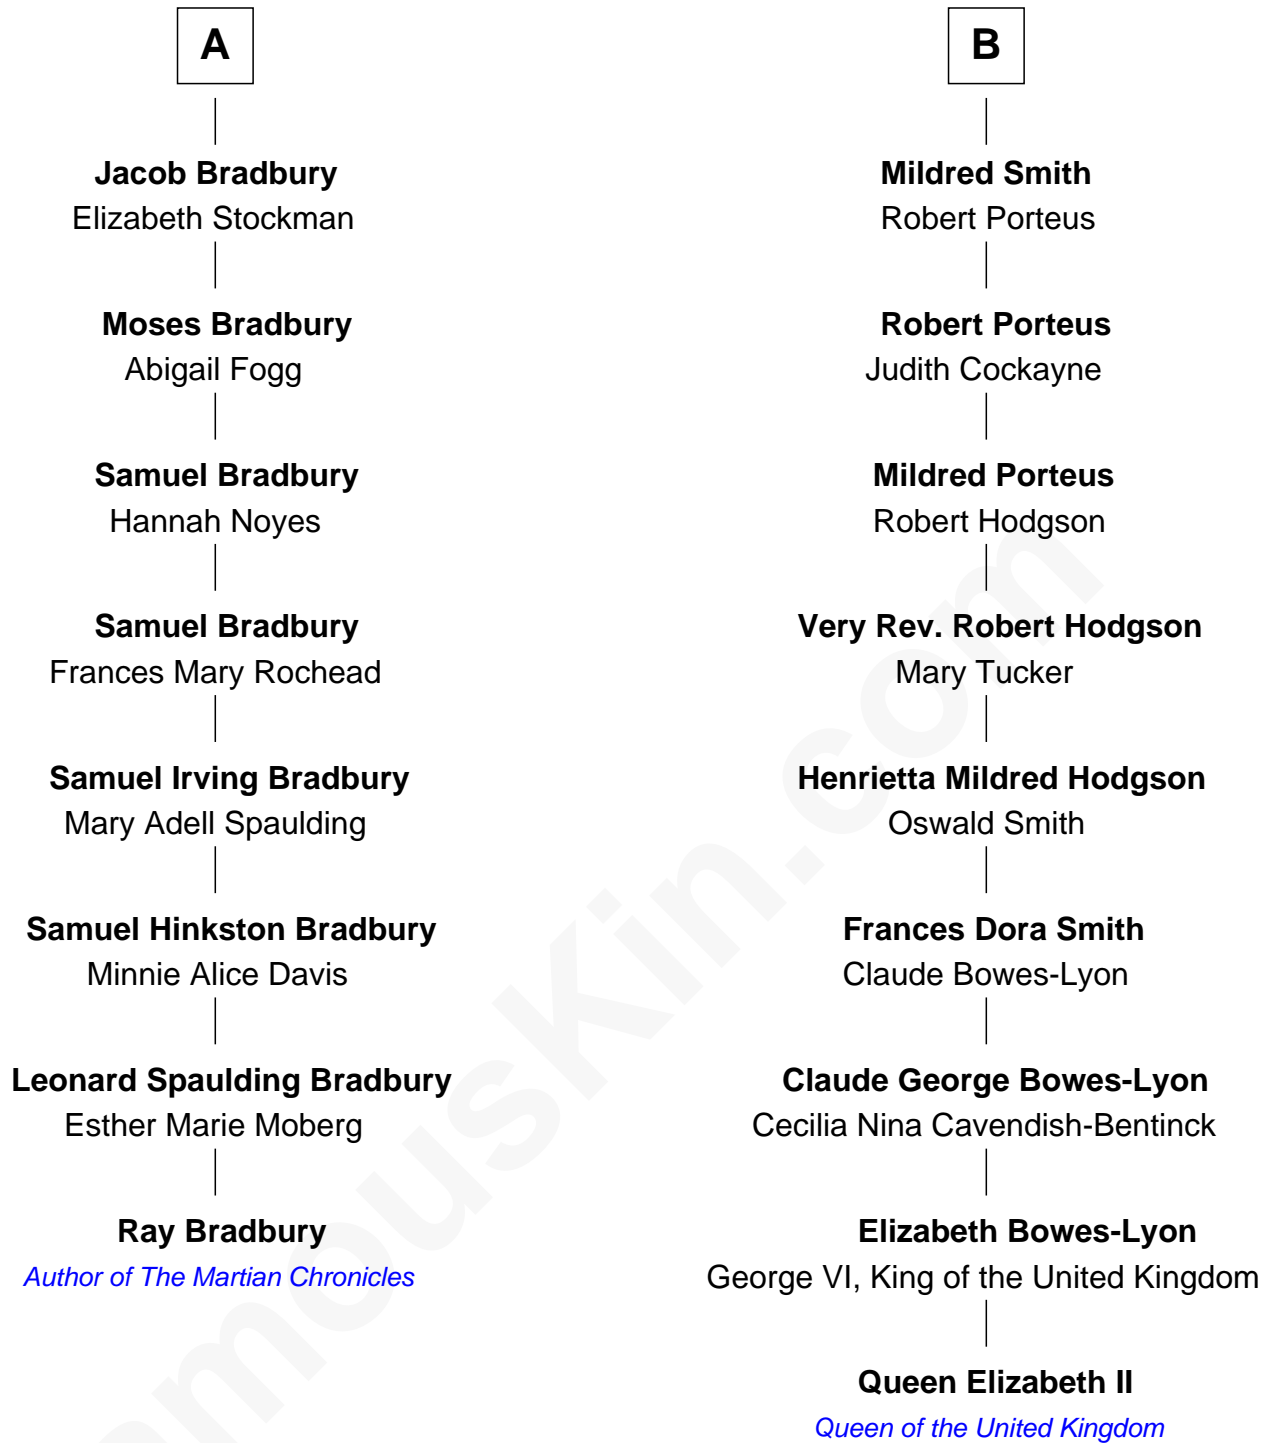 A
Jacob Bradbury
Elizabeth Stockman
Moses Bradbury
Abigail Fogg
Samuel Bradbury
Hannah Noyes
Samuel Bradbury
Frances Mary Rochead
Samuel Irving Bradbury
Mary Adell Spaulding
Samuel Hinkston Bradbury
Minnie Alice Davis
Leonard Spaulding Bradbury
Esther Marie Moberg
Ray Bradbury
Author of The Martian Chronicles
B
Mildred Smith
Robert Porteus
Robert Porteus
Judith Cockayne
Mildred Porteus
Robert Hodgson
Very Rev. Robert Hodgson
Mary Tucker
Henrietta Mildred Hodgson
Oswald Smith
Frances Dora Smith
Claude Bowes-Lyon
Claude George Bowes-Lyon
Cecilia Nina Cavendish-Bentinck
Elizabeth Bowes-Lyon
George VI, King of the United Kingdom
Queen Elizabeth II
Queen of the United Kingdom
amousKin.com